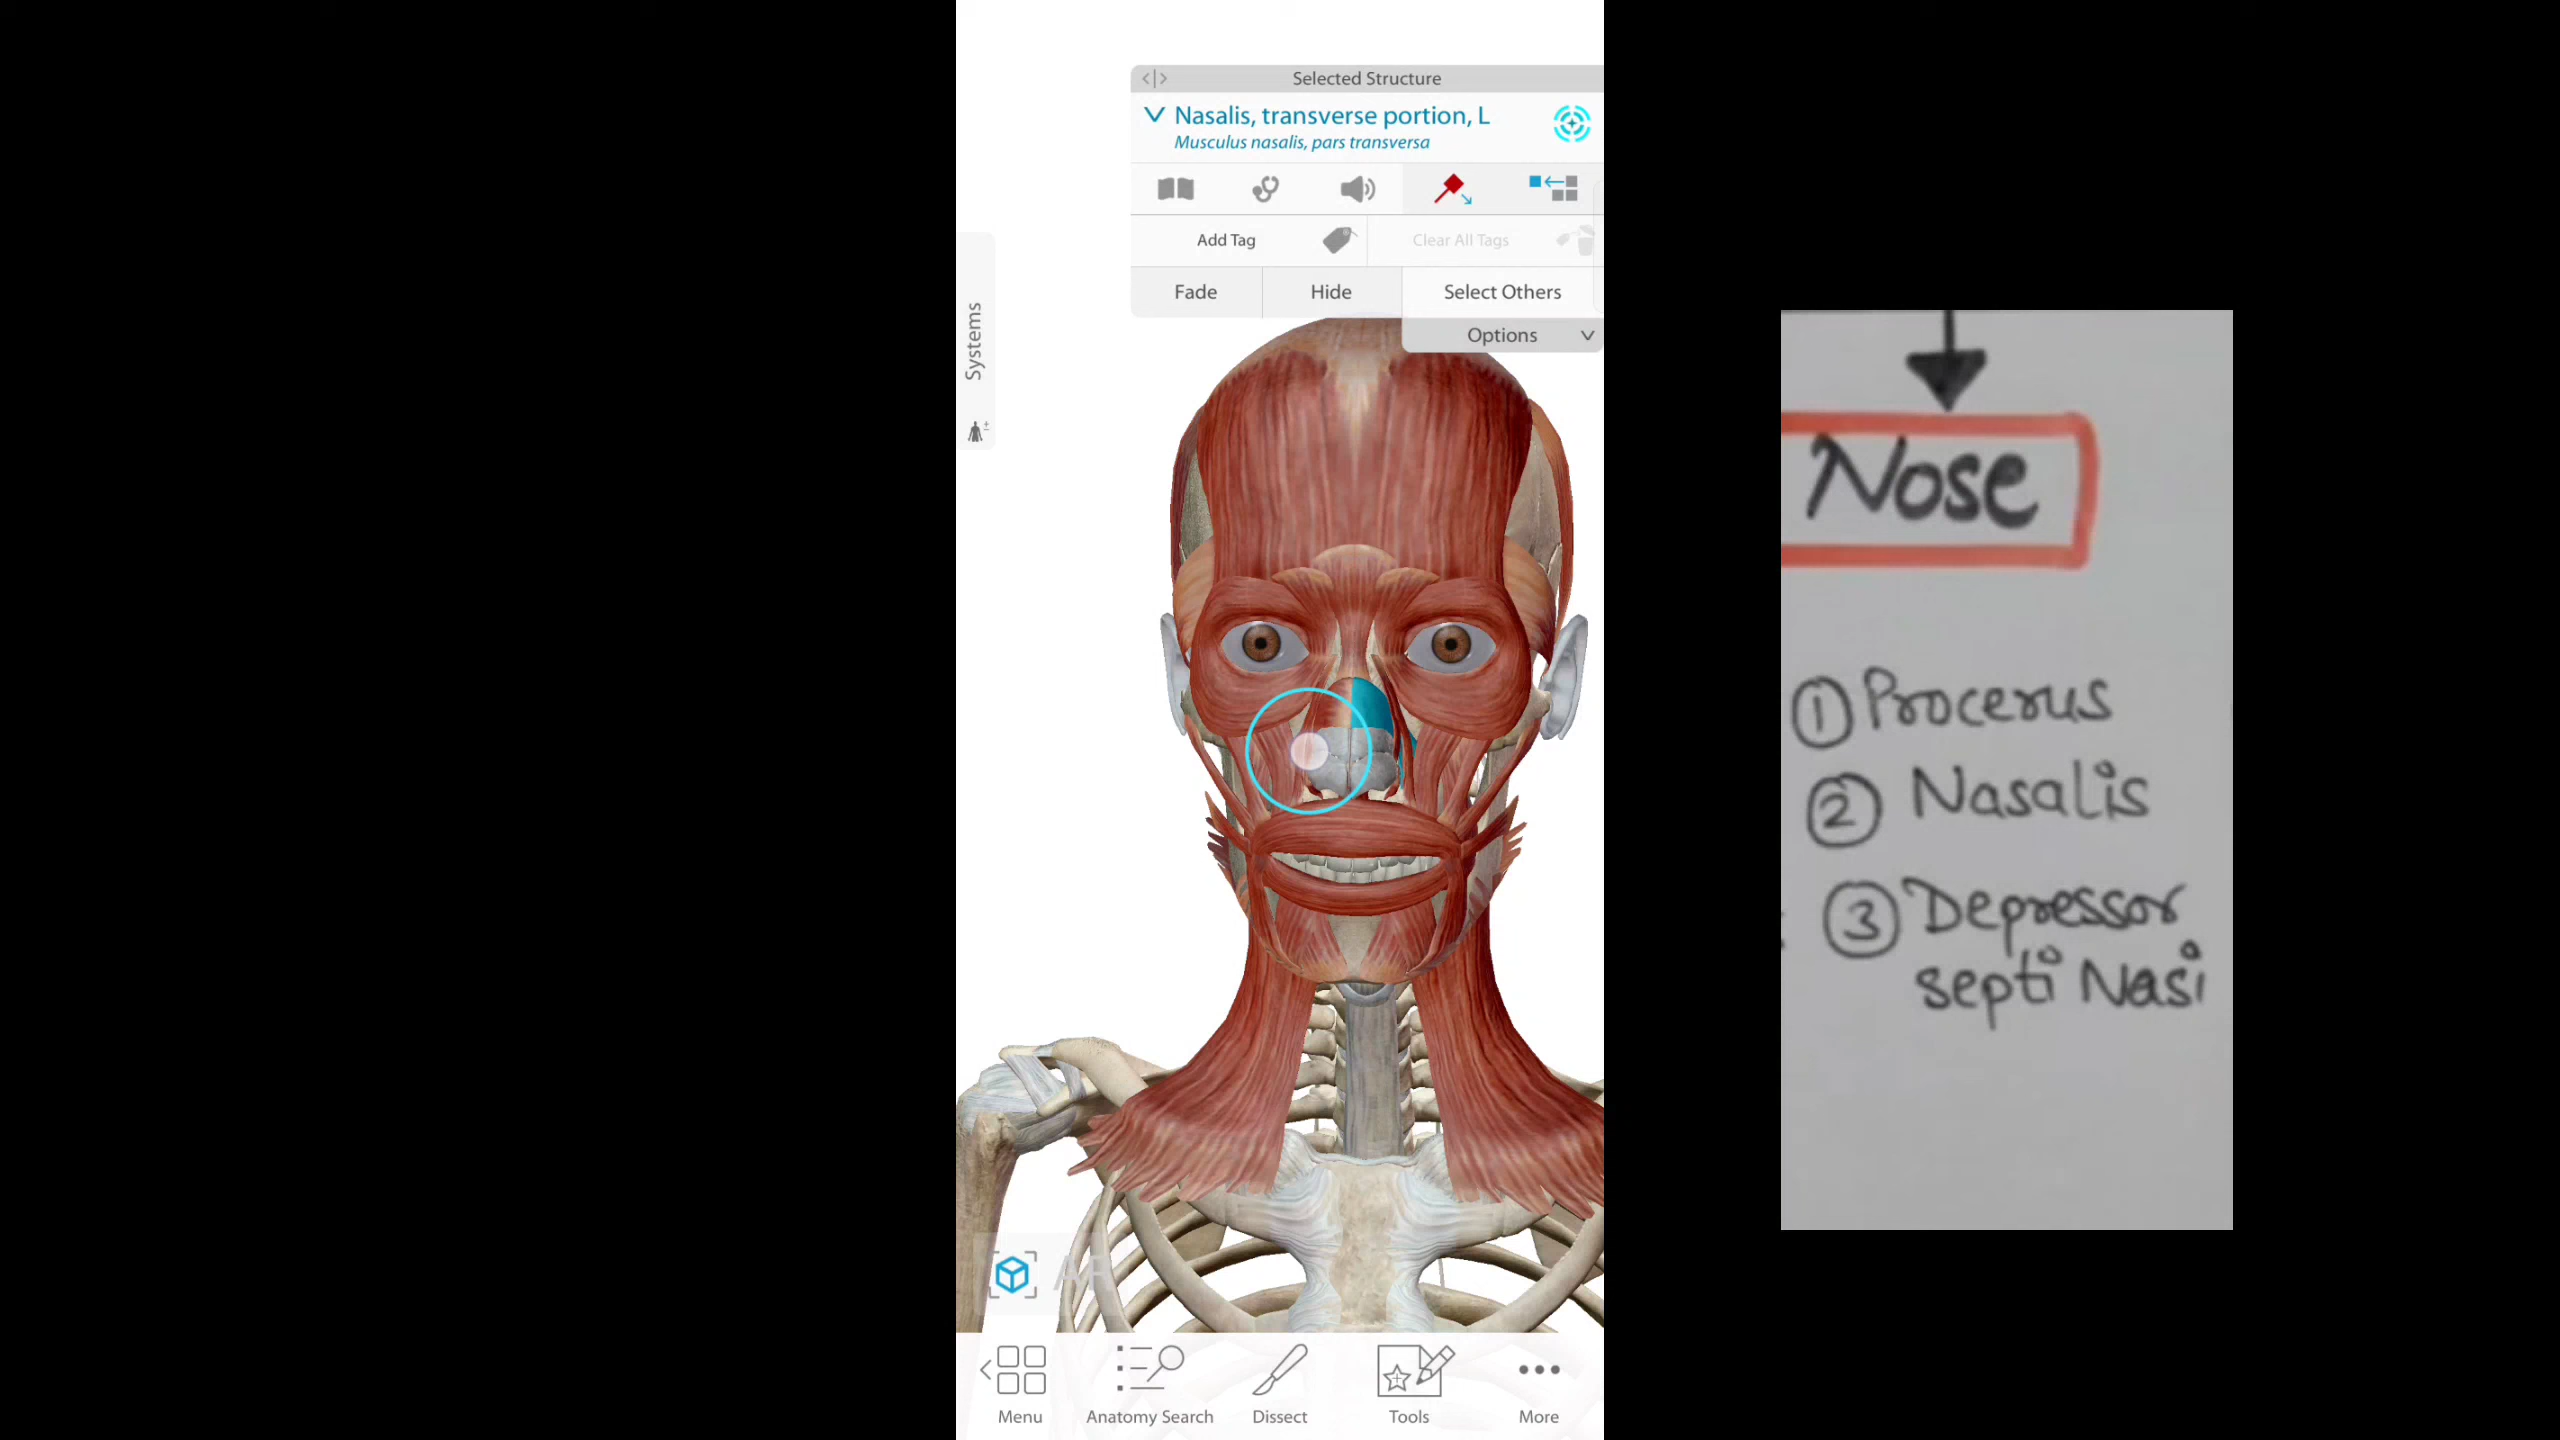 Selected Structure
Nasalis, transverse portion, L
Musculus nasalis, pars transversa
Add Tag
Clear All Tags
Fade
Hide
Select Others
Options
Systems
AR
Menu
Anatomy Search
Dissect
Tools
More
Nose
① Procerus
② Nasalis
③ Depressor
septi Nasi